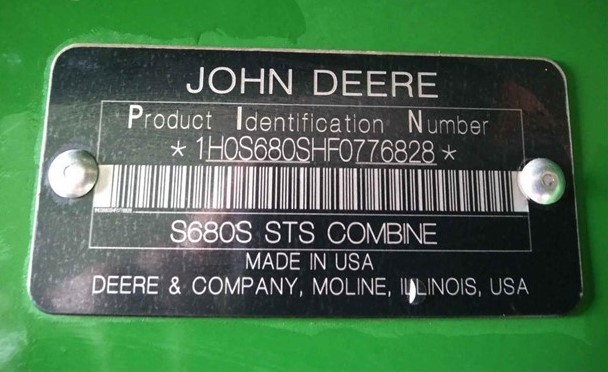 JOHN DEERE
Product Identification Number
*1H0S680SHF0776828*
S680S STS COMBINE
MADE IN USA
DEERE & COMPANY, MOLINE, ILLINOIS, USA